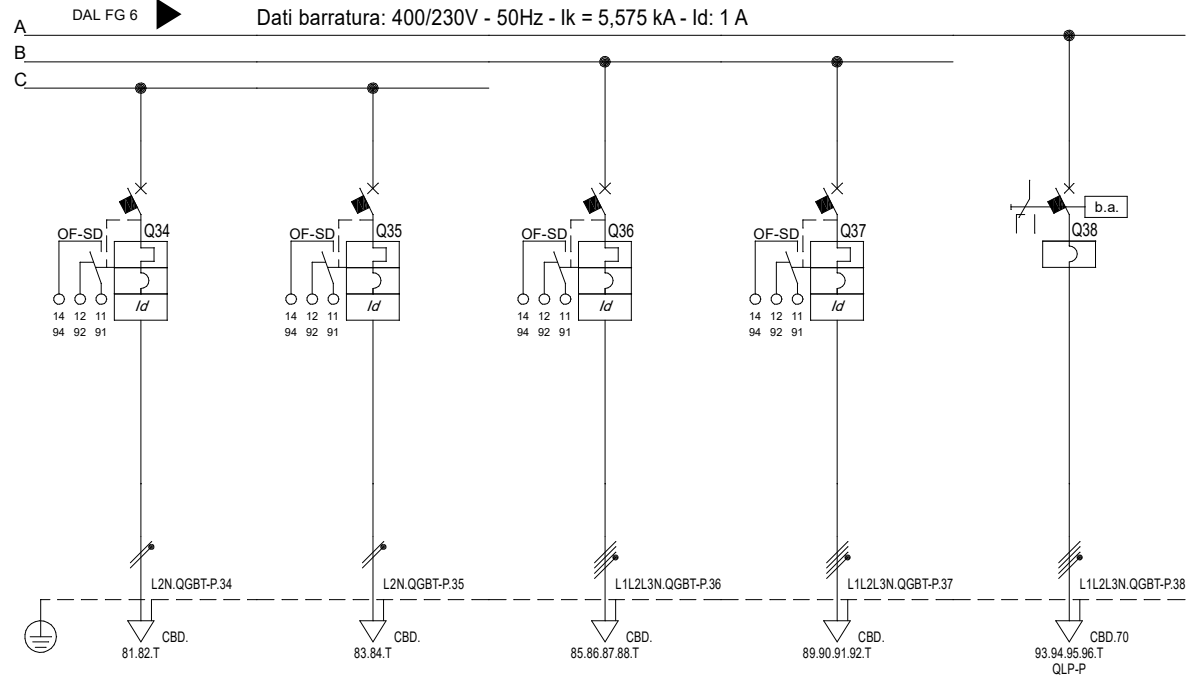 DAL FG 6
Dati barratura: 400/230V - 50Hz - Ik = 5,575 kA - Id: 1 A
A
B
C
OF-SD
Q34
Id
14 12 11
94 92 91
OF-SD
Q35
Id
14 12 11
94 92 91
OF-SD
Q36
Id
14 12 11
94 92 91
OF-SD
Q37
Id
14 12 11
94 92 91
b.a.
Q38
L2N.QGBT-P.34
L2N.QGBT-P.35
L1L2L3N.QGBT-P.36
L1L2L3N.QGBT-P.37
L1L2L3N.QGBT-P.38
CBD.
81.82.T
CBD.
83.84.T
CBD.
85.86.87.88.T
CBD.
89.90.91.92.T
CBD.70
93.94.95.96.T
QLP-P